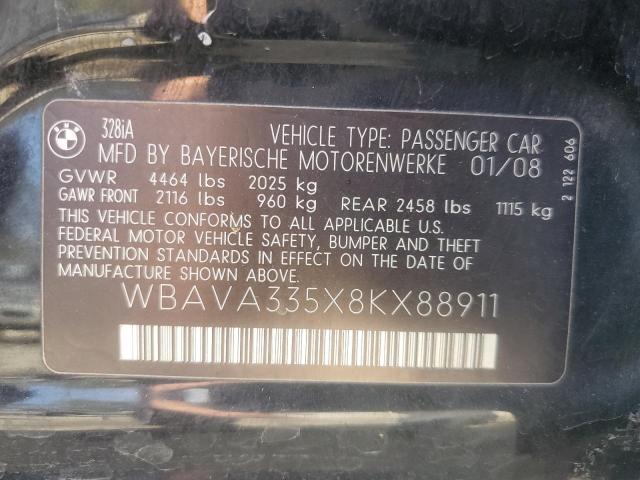 BMW
328iA
VEHICLE TYPE: PASSENGER CAR
MFD BY BAYERISCHE MOTORENWERKE 01/08
GVWR 4464 lbs 2025 kg
GAWR FRONT 2116 lbs 960 kg REAR 2458 lbs 1115 kg
THIS VEHICLE CONFORMS TO ALL APPLICABLE U.S.
FEDERAL MOTOR VEHICLE SAFETY, BUMPER AND THEFT
PREVENTION STANDARDS IN EFFECT ON THE DATE OF
MANUFACTURE SHOWN ABOVE.
WBAVA335X8KX88911
2 122 606